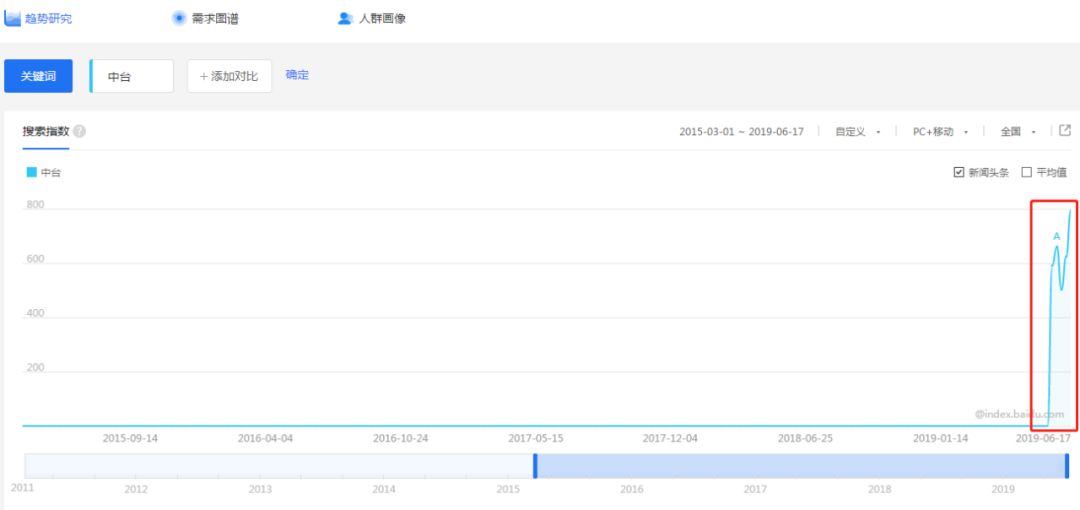 趋势研究 需求图谱 人群画像
关键词 中台 +添加对比 确定
搜索指数 ? 2015-03-01 ~ 2019-06-17 自定义 PC+移动 全国
中台 新闻头条 平均值
800
A
600
400
200
@index.baidu.com
2015-09-14 2016-04-04 2016-10-24 2017-05-15 2017-12-04 2018-06-25 2019-01-14 2019-06-17
2011 2012 2013 2014 2015 2016 2017 2018 2019